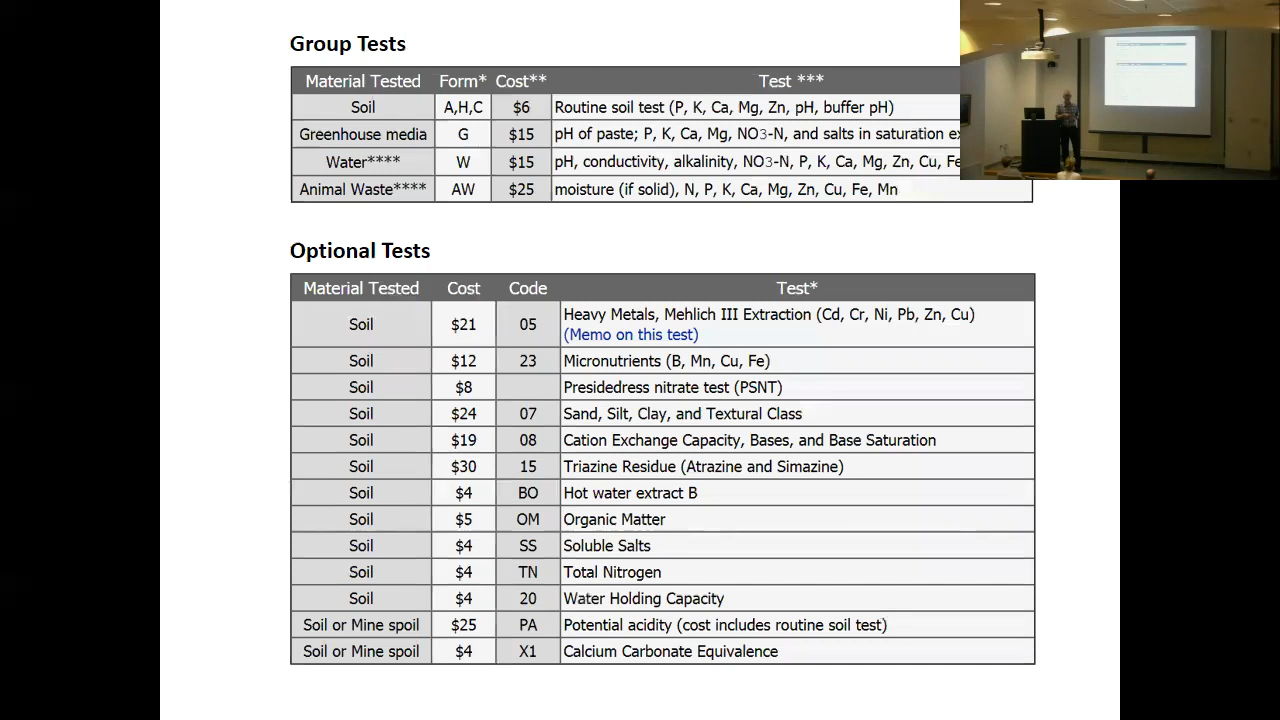 Group Tests
Material Tested Form* Cost** Test ***
Soil A,H,C $6 Routine soil test (P, K, Ca, Mg, Zn, pH, buffer pH)
Greenhouse media G $15 pH of paste; P, K, Ca, Mg, NO3-N, and salts in saturation
Water**** W $15 pH, conductivity, alkalinity, NO3-N, P, K, Ca, Mg, Zn, Cu, Fe
Animal Waste**** AW $25 moisture (if solid), N, P, K, Ca, Mg, Zn, Cu, Fe, Mn
Optional Tests
Material Tested Cost Code Test*
Soil $21 05 Heavy Metals, Mehlich III Extraction (Cd, Cr, Ni, Pb, Zn, Cu)
(Memo on this test)
Soil $12 23 Micronutrients (B, Mn, Cu, Fe)
Soil $8 Presidedress nitrate test (PSNT)
Soil $24 07 Sand, Silt, Clay, and Textural Class
Soil $19 08 Cation Exchange Capacity, Bases, and Base Saturation
Soil $30 15 Triazine Residue (Atrazine and Simazine)
Soil $4 BO Hot water extract B
Soil $5 OM Organic Matter
Soil $4 SS Soluble Salts
Soil $4 TN Total Nitrogen
Soil $4 20 Water Holding Capacity
Soil or Mine spoil $25 PA Potential acidity (cost includes routine soil test)
Soil or Mine spoil $4 X1 Calcium Carbonate Equivalence